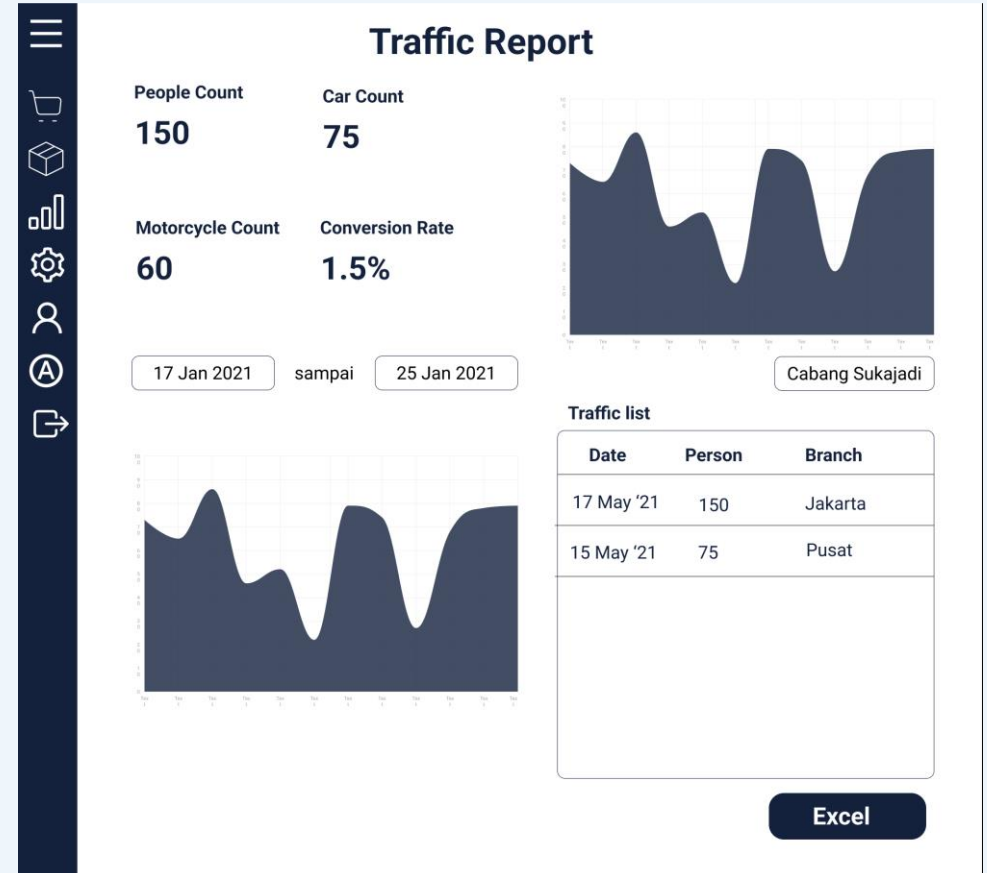 Traffic Report
People Count
Car Count
150
75
Motorcycle Count
Conversion Rate
60
1.5%
17 Jan 2021
sampai
25 Jan 2021
Cabang Sukajadi
Traffic list
Date Person Branch
17 May ‘21 150 Jakarta
15 May ‘21 75 Pusat
Excel